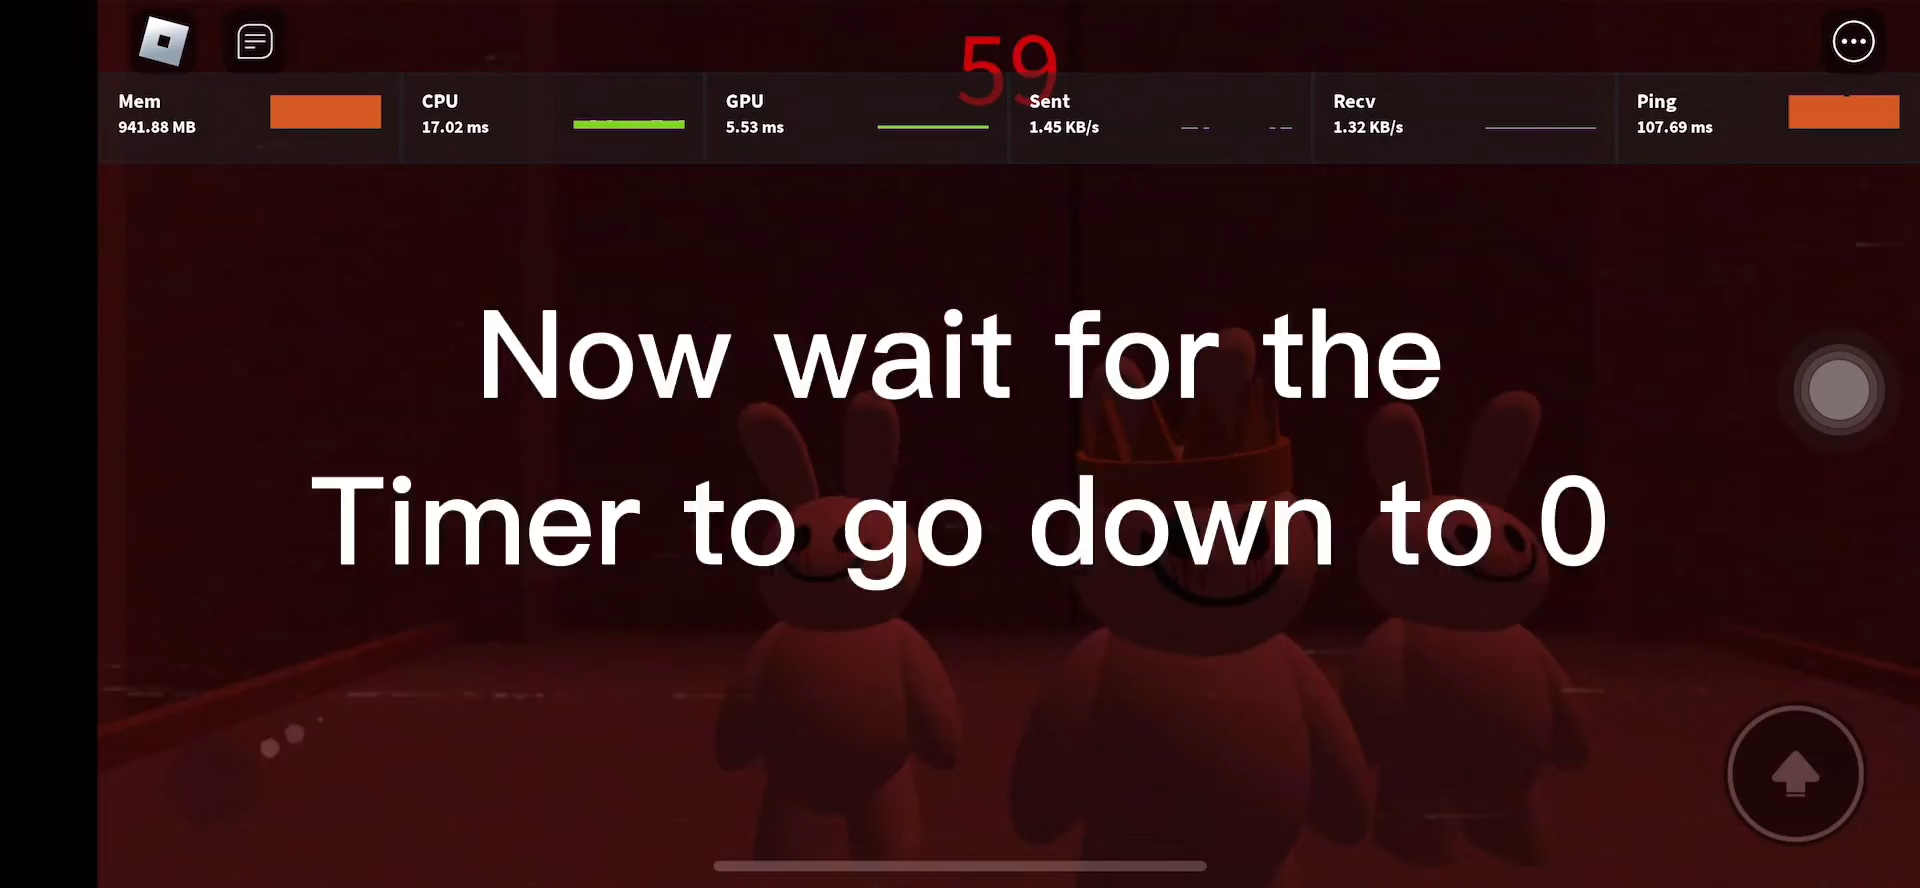 59
Mem
941.88 MB
CPU
17.02 ms
GPU
5.53 ms
Sent
1.45 KB/s
Recv
1.32 KB/s
Ping
107.69 ms
Now wait for the
Timer to go down to 0